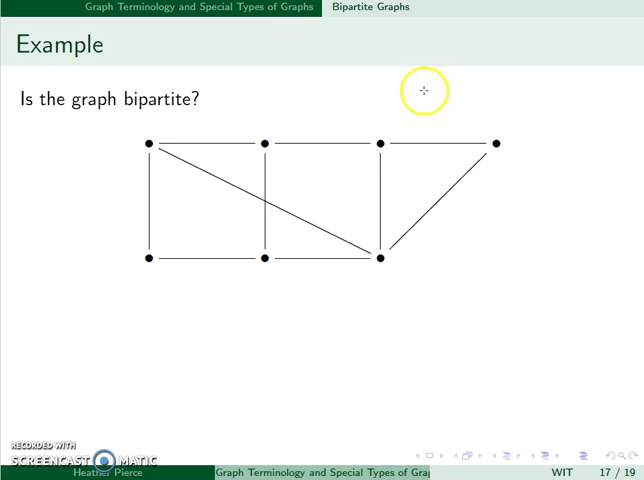 Graph Terminology and Special Types of Graphs Bipartite Graphs
Example
Is the graph bipartite?
RECORDED WITH
SCREENCAST MATIC
Heather Pierce Graph Terminology and Special Types of Grap WIT 17 / 19